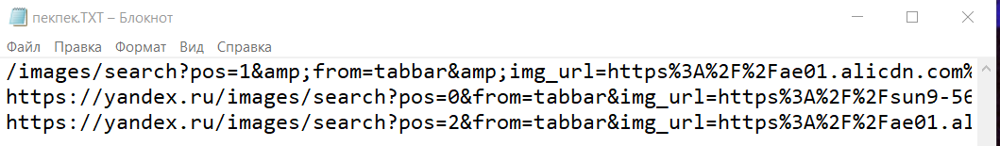 пекпек.TXT – Блокнот
Файл Правка Формат Вид Справка
/images/search?pos=1&amp;from=tabbar&amp;img_url=https%3A%2F%2Fae01.alicdn.com%
https://yandex.ru/images/search?pos=0&from=tabbar&img_url=https%3A%2F%2Fsun9-56
https://yandex.ru/images/search?pos=2&from=tabbar&img_url=https%3A%2F%2Fae01.al